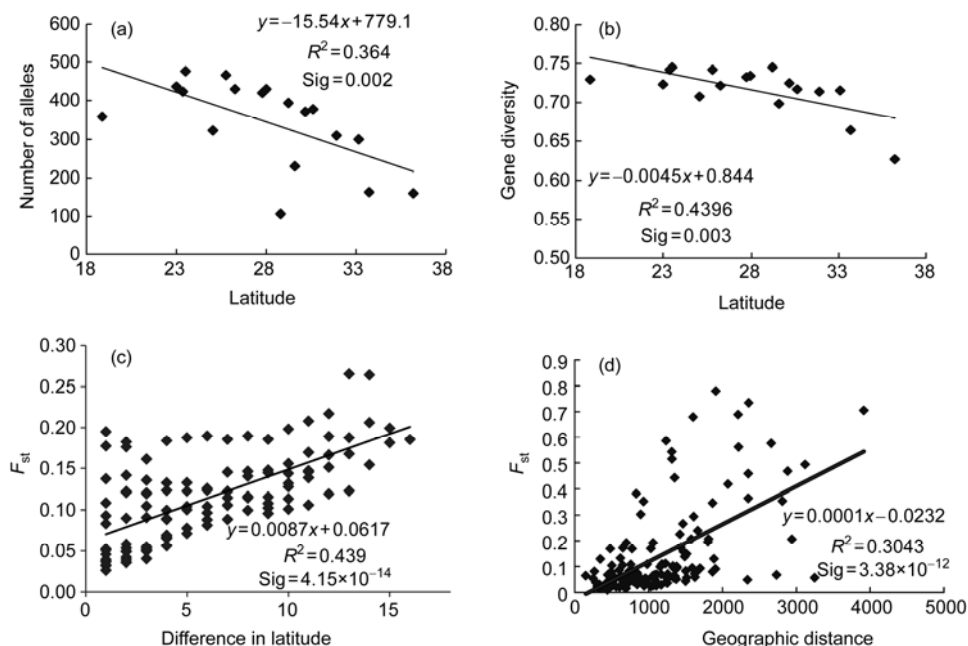 (a)
y=−15.54x+779.1
R²=0.364
Sig=0.002
Number of alleles
600
500
400
300
200
100
0
18 23 28 33 38
Latitude
(b)
y=−0.0045x+0.844
R²=0.4396
Sig=0.003
Gene diversity
0.80
0.75
0.70
0.65
0.60
0.55
0.50
18 23 28 33 38
Latitude
(c)
y=0.0087x+0.0617
R²=0.439
Sig=4.15×10⁻¹⁴
Fst
0.30
0.25
0.20
0.15
0.10
0.05
0.00
0 5 10 15
Difference in latitude
(d)
y=0.0001x−0.0232
R²=0.3043
Sig=3.38×10⁻¹²
Fst
1
0.9
0.8
0.7
0.6
0.5
0.4
0.3
0.2
0.1
0
0 1000 2000 3000 4000 5000
Geographic distance